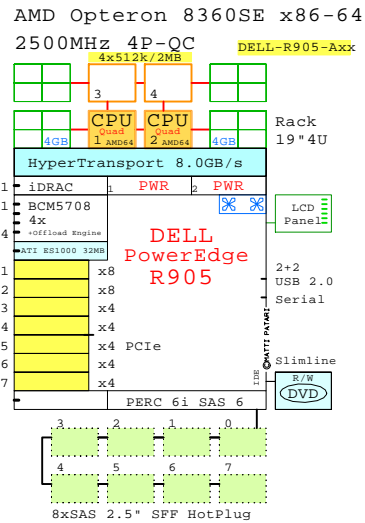 AMD Opteron 8360SE x86-64
2500MHz 4P-QC
DELL-R905-Axx
4x512k/2MB
3 4
CPU CPU
Quad Quad
1 AMD64 2 AMD64
4GB 4GB
Rack
19"4U
HyperTransport 8.0GB/s
1 iDRAC 1 PWR 2 PWR
1 BCM5708
4x
4 +Offload Engine
ATI ES1000 32MB
LCD
Panel
DELL
PowerEdge
R905
1 x8
2 x8
3 x4
4 x4
5 x4 PCIe
6 x4
7 x4
2+2
USB 2.0
Serial
© MATTI PATARI
Slimline
IDE
R/W
DVD
PERC 6i SAS 6
3 2 1 0
4 5 6 7
8xSAS 2.5" SFF HotPlug